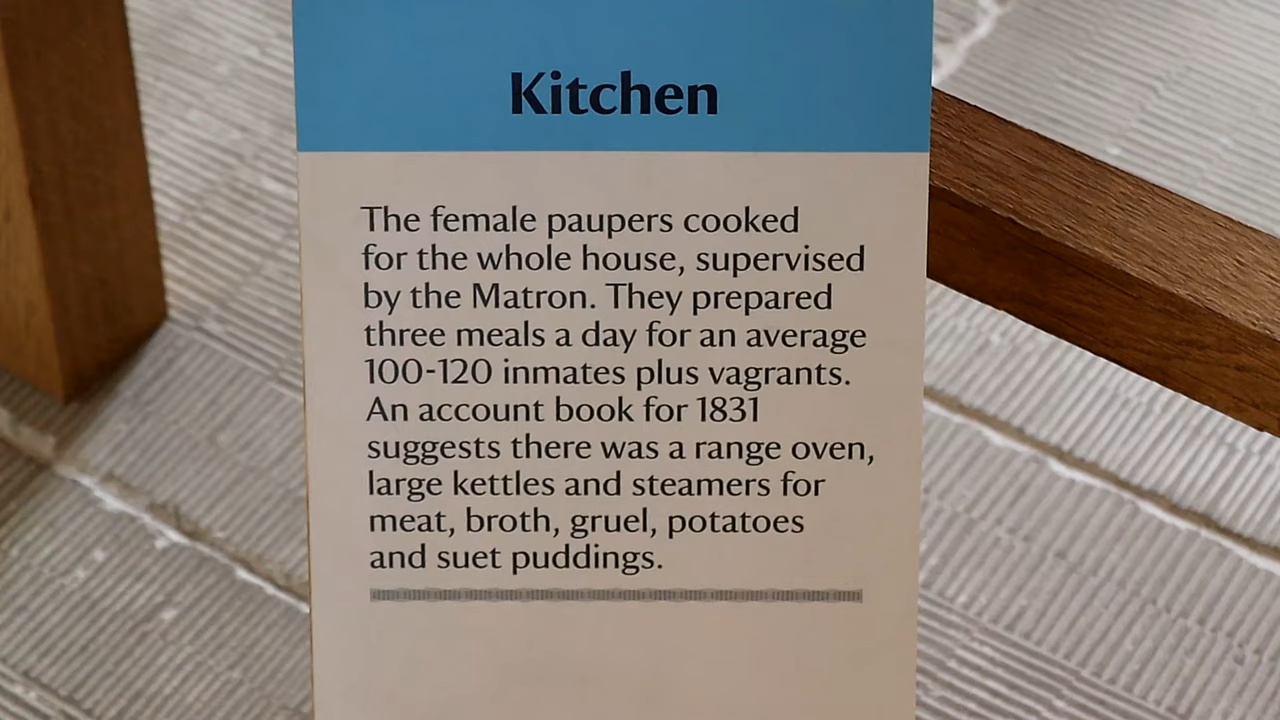 Kitchen
The female paupers cooked
for the whole house, supervised
by the Matron. They prepared
three meals a day for an average
100-120 inmates plus vagrants.
An account book for 1831
suggests there was a range oven,
large kettles and steamers for
meat, broth, gruel, potatoes
and suet puddings.